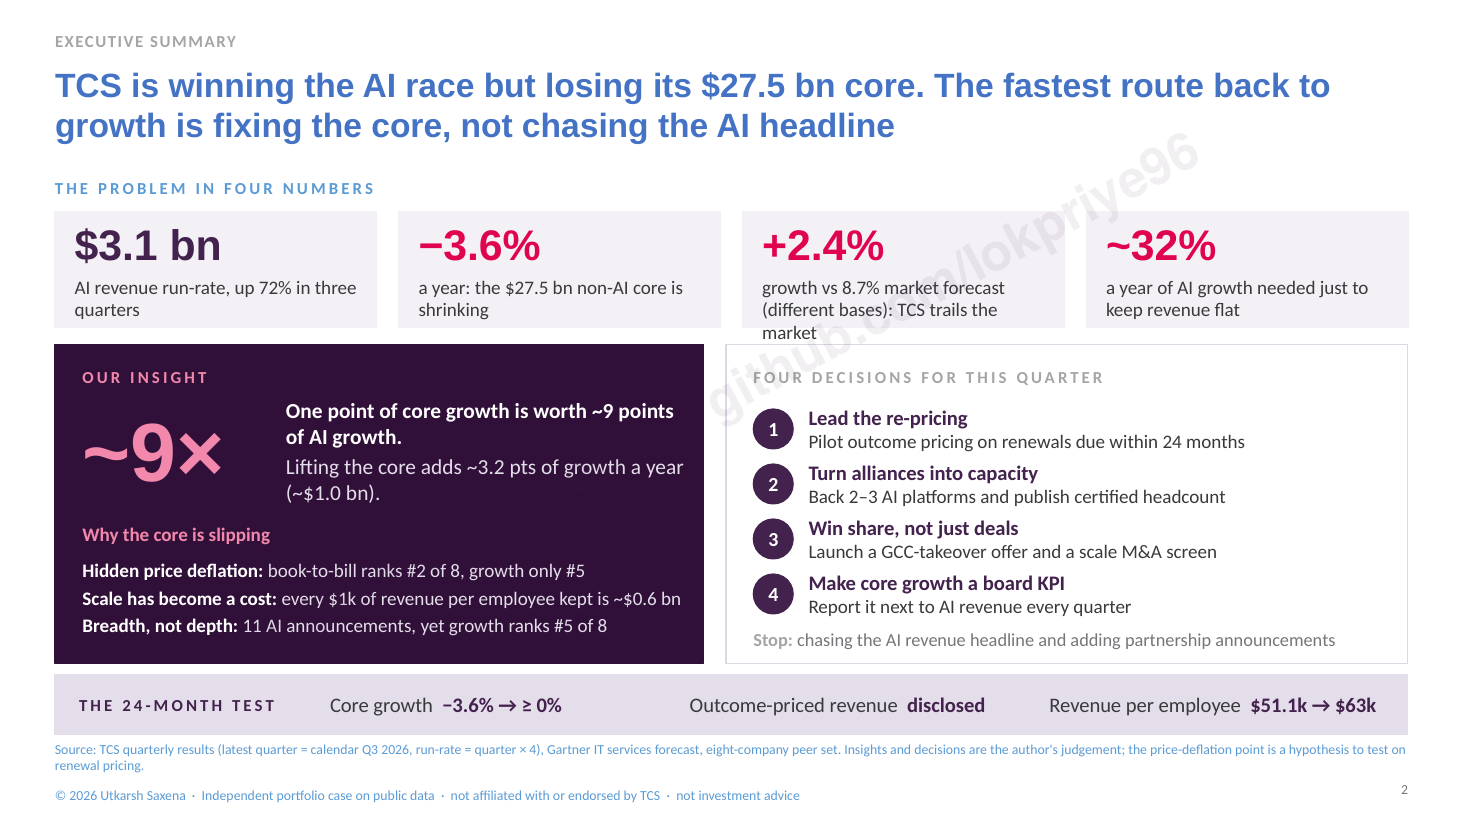 EXECUTIVE SUMMARY
TCS is winning the AI race but losing its $27.5 bn core. The fastest route back to
growth is fixing the core, not chasing the AI headline
THE PROBLEM IN FOUR NUMBERS
$3.1 bn
AI revenue run-rate, up 72% in three
quarters
−3.6%
a year: the $27.5 bn non-AI core is
shrinking
+2.4%
growth vs 8.7% market forecast
(different bases): TCS trails the
market
~32%
a year of AI growth needed just to
keep revenue flat
github.com/lokpriye96
OUR INSIGHT
~9×
One point of core growth is worth ~9 points
of AI growth.
Lifting the core adds ~3.2 pts of growth a year
(~$1.0 bn).
Why the core is slipping
Hidden price deflation: book-to-bill ranks #2 of 8, growth only #5
Scale has become a cost: every $1k of revenue per employee kept is ~$0.6 bn
Breadth, not depth: 11 AI announcements, yet growth ranks #5 of 8
FOUR DECISIONS FOR THIS QUARTER
1
Lead the re-pricing
Pilot outcome pricing on renewals due within 24 months
2
Turn alliances into capacity
Back 2–3 AI platforms and publish certified headcount
3
Win share, not just deals
Launch a GCC-takeover offer and a scale M&A screen
4
Make core growth a board KPI
Report it next to AI revenue every quarter
Stop: chasing the AI revenue headline and adding partnership announcements
THE 24-MONTH TEST
Core growth −3.6% → ≥ 0%
Outcome-priced revenue disclosed
Revenue per employee $51.1k → $63k
Source: TCS quarterly results (latest quarter = calendar Q3 2026, run-rate = quarter × 4), Gartner IT services forecast, eight-company peer set. Insights and decisions are the author's judgement; the price-deflation point is a hypothesis to test on
renewal pricing.
© 2026 Utkarsh Saxena · Independent portfolio case on public data · not affiliated with or endorsed by TCS · not investment advice
2